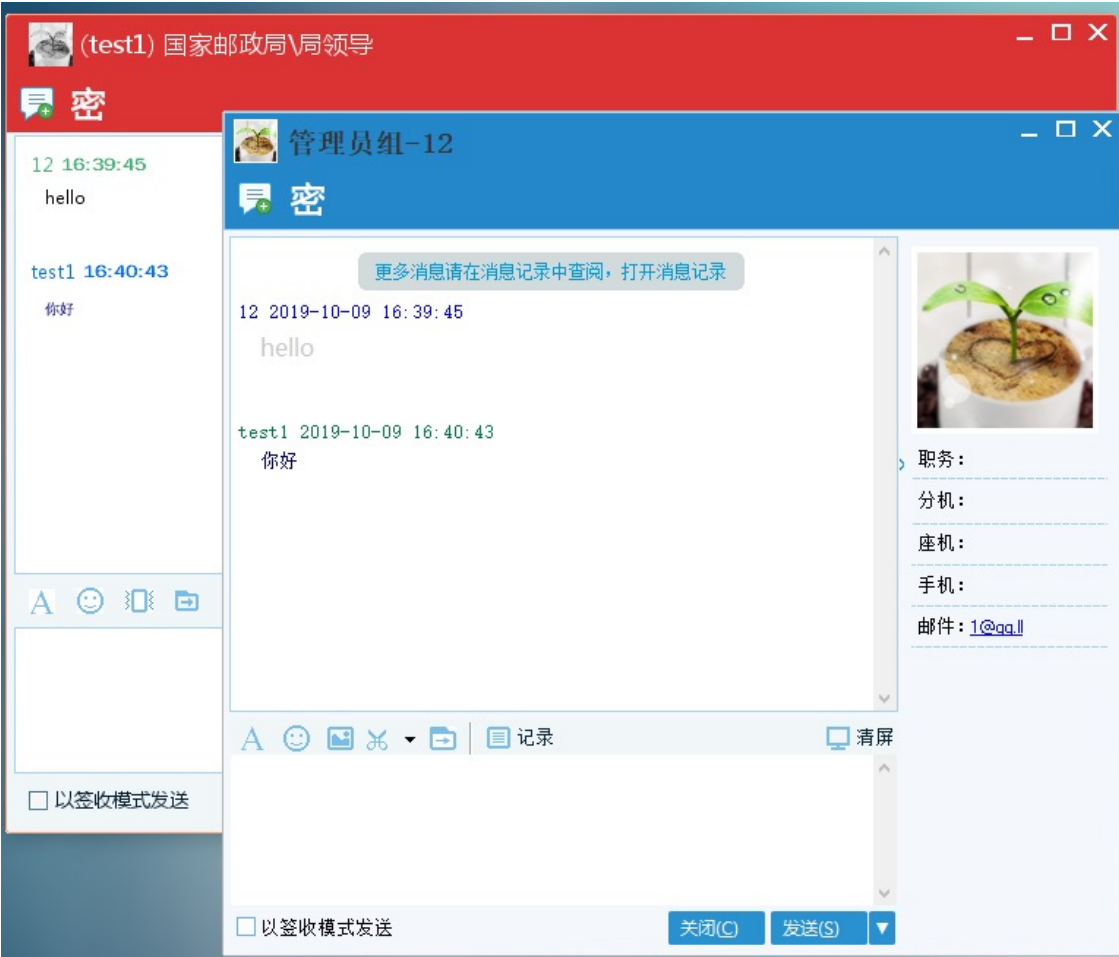 (test1) 国家邮政局\局领导
密
12 16:39:45
hello
test1 16:40:43
你好
以签收模式发送
管理员组-12
密
更多消息请在消息记录中查阅，打开消息记录
12 2019-10-09 16:39:45
hello
test1 2019-10-09 16:40:43
你好
职务：
分机：
座机：
手机：
邮件：1@qq.ll
A
A 记录 清屏
以签收模式发送 关闭(C) 发送(S)